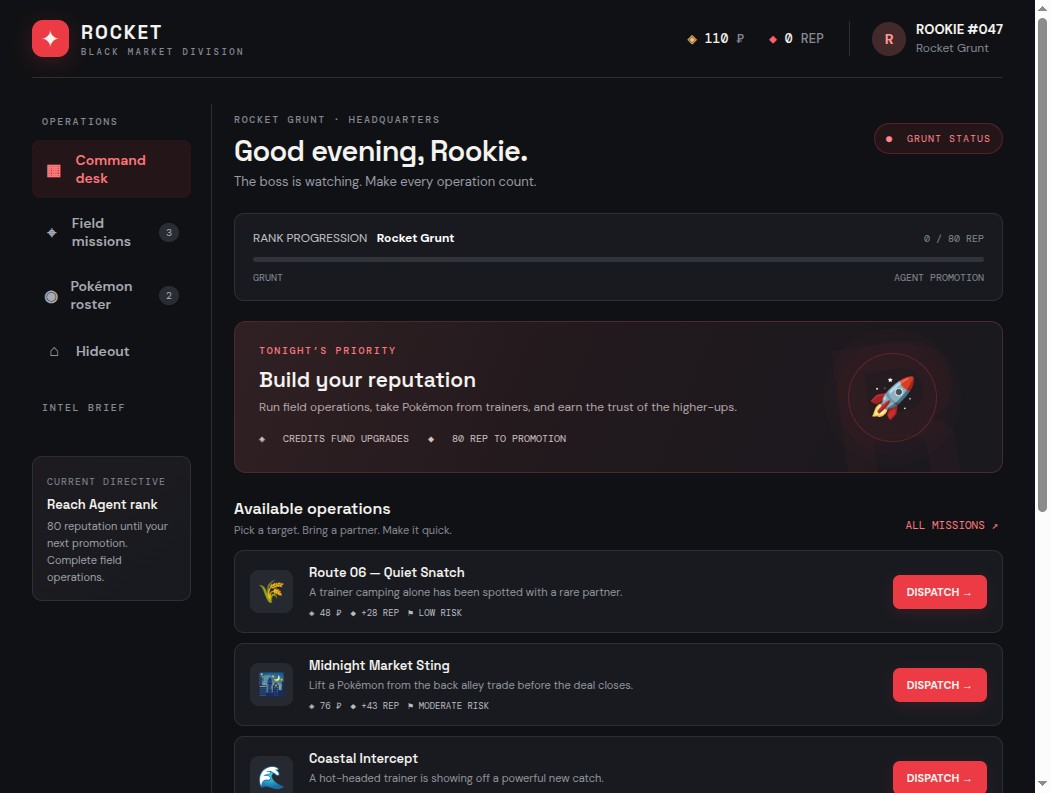 ROCKET
BLACK MARKET DIVISION
◈ 110 ₽
◆ 0 REP
R
ROOKIE #047
Rocket Grunt
OPERATIONS
Command
desk
Field
missions
3
Pokémon
roster
2
Hideout
INTEL BRIEF
CURRENT DIRECTIVE
Reach Agent rank
80 reputation until your
next promotion.
Complete field
operations.
ROCKET GRUNT · HEADQUARTERS
Good evening, Rookie.
The boss is watching. Make every operation count.
● GRUNT STATUS
RANK PROGRESSION Rocket Grunt
0 / 80 REP
GRUNT
AGENT PROMOTION
TONIGHT'S PRIORITY
Build your reputation
Run field operations, take Pokémon from trainers, and earn the trust of the higher-ups.
◈ CREDITS FUND UPGRADES ◆ 80 REP TO PROMOTION
R
Available operations
Pick a target. Bring a partner. Make it quick.
ALL MISSIONS ↗
Route 06 — Quiet Snatch
A trainer camping alone has been spotted with a rare partner.
◈ 48 ₽ ◆ +28 REP ⚑ LOW RISK
DISPATCH →
Midnight Market Sting
Lift a Pokémon from the back alley trade before the deal closes.
◈ 76 ₽ ◆ +43 REP ⚑ MODERATE RISK
DISPATCH →
Coastal Intercept
A hot-headed trainer is showing off a powerful new catch.
DISPATCH →